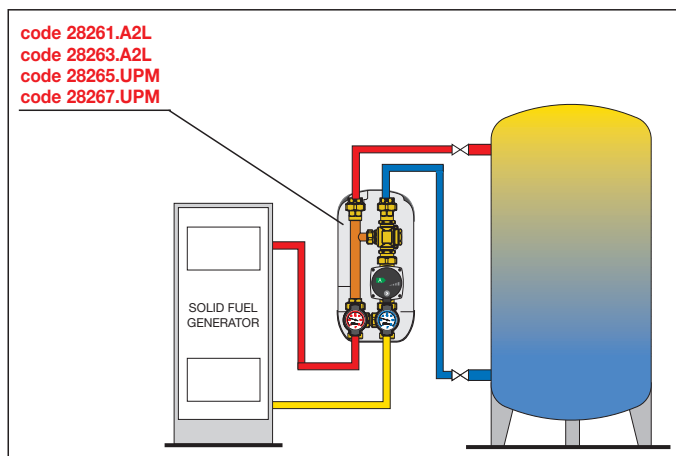 code 28261.A2L
code 28263.A2L
code 28265.UPM
code 28267.UPM
SOLID FUEL
GENERATOR